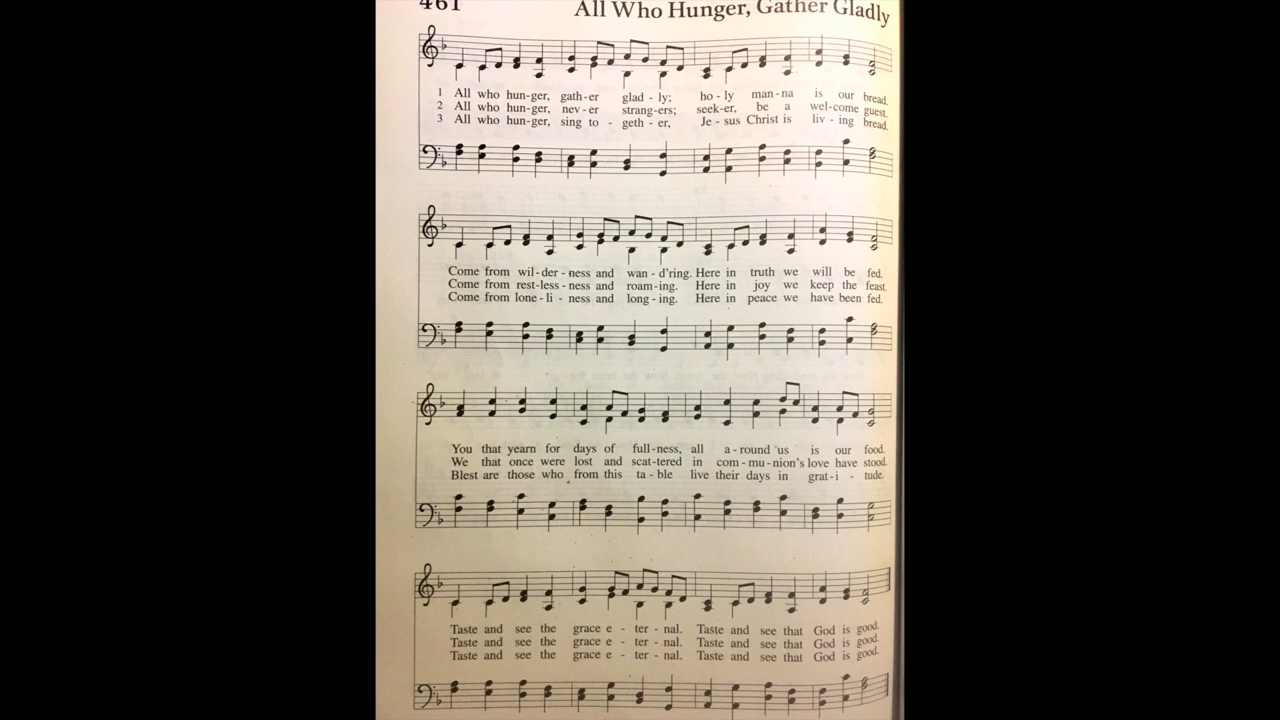 461 All Who Hunger, Gather Gladly
1 All who hun-ger, gath-er glad - ly; ho - ly man-na is our bread.
2 All who hun-ger, nev - er strang-ers; seek-er, be a wel-come guest.
3 All who hun-ger, sing to - geth - er, Je - sus Christ is liv - ing bread.
Come from wil-der - ness and wan - d'ring. Here in truth we will be fed.
Come from rest-less - ness and roam-ing. Here in joy we keep the feast.
Come from lone - li - ness and long - ing. Here in peace we have been fed.
You that yearn for days of full-ness, all a - round us is our food.
We that once were lost and scat-tered in com - mu - nion's love have stood.
Blest are those who from this ta - ble live their days in grat - i - tude.
Taste and see the grace e - ter - nal. Taste and see that God is good.
Taste and see the grace e - ter - nal. Taste and see that God is good.
Taste and see the grace e - ter - nal. Taste and see that God is good.